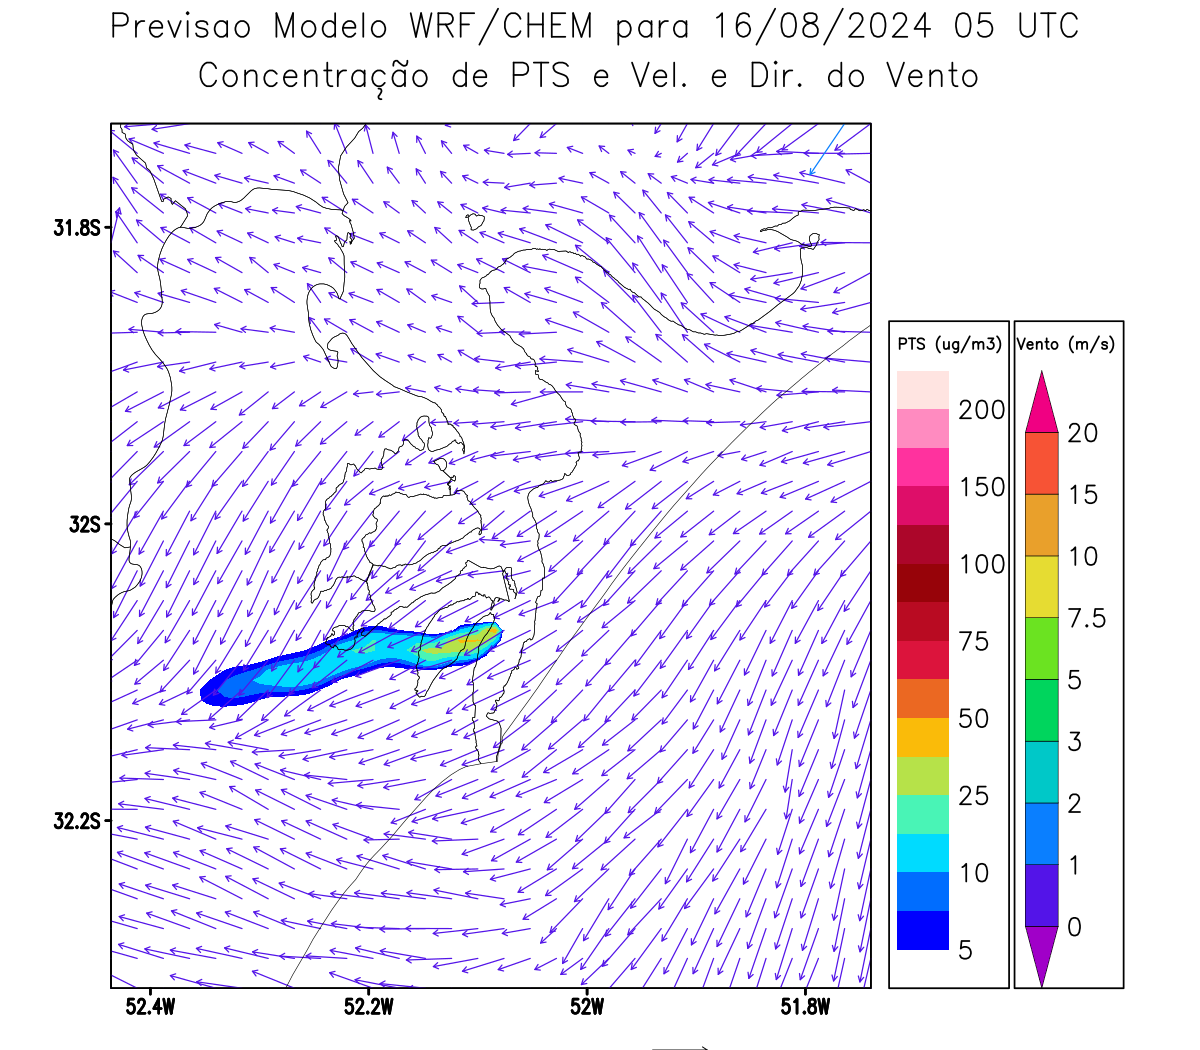 Previsao Modelo WRF/CHEM para 16/08/2024 05 UTC
Concentração de PTS e Vel. e Dir. do Vento
31.8S
32S
32.2S
52.4W 52.2W 52W 51.8W
PTS (ug/m3)
200
150
100
75
50
25
10
5
Vento (m/s)
20
15
10
7.5
5
3
2
1
0